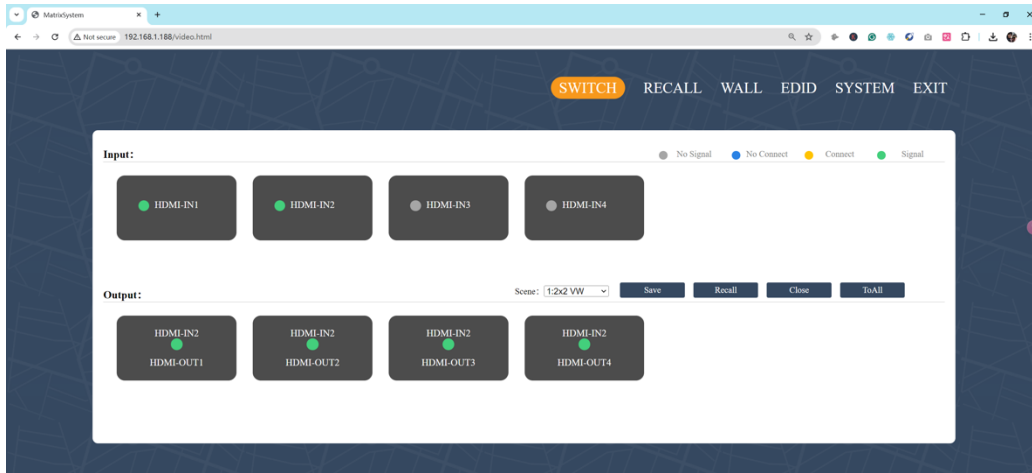 MatrixSystem
Not secure 192.168.1.188/video.html
SWITCH RECALL WALL EDID SYSTEM EXIT
Input: No Signal No Connect Connect Signal
HDMI-IN1 HDMI-IN2 HDMI-IN3 HDMI-IN4
Output: Scene: 1:2x2 VW Save Recall Close ToAll
HDMI-IN2 HDMI-IN2 HDMI-IN2 HDMI-IN2
HDMI-OUT1 HDMI-OUT2 HDMI-OUT3 HDMI-OUT4